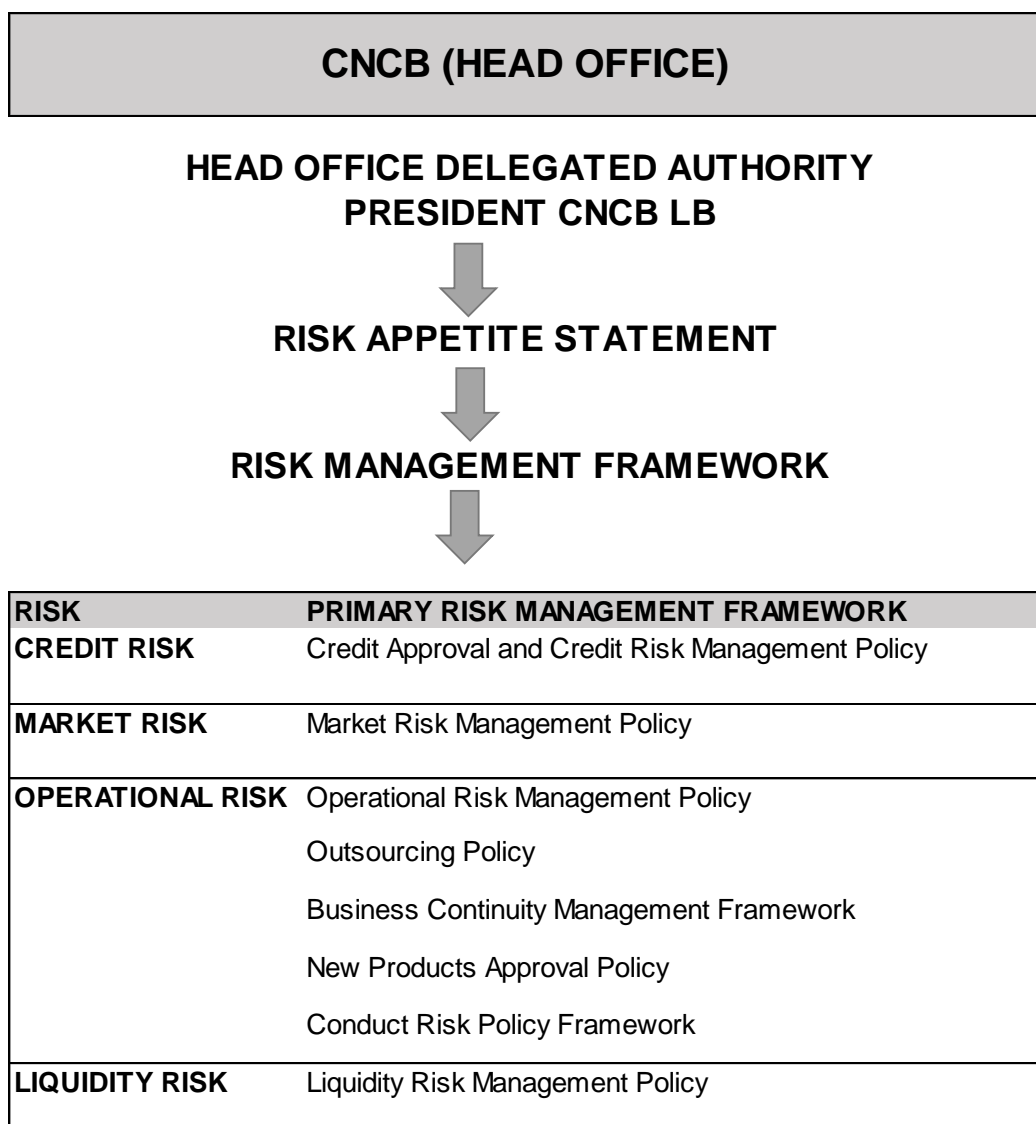 CNCB (HEAD OFFICE)
HEAD OFFICE DELEGATED AUTHORITY
PRESIDENT CNCB LB
RISK APPETITE STATEMENT
RISK MANAGEMENT FRAMEWORK
RISK PRIMARY RISK MANAGEMENT FRAMEWORK
CREDIT RISK Credit Approval and Credit Risk Management Policy
MARKET RISK Market Risk Management Policy
OPERATIONAL RISK Operational Risk Management Policy
Outsourcing Policy
Business Continuity Management Framework
New Products Approval Policy
Conduct Risk Policy Framework
LIQUIDITY RISK Liquidity Risk Management Policy